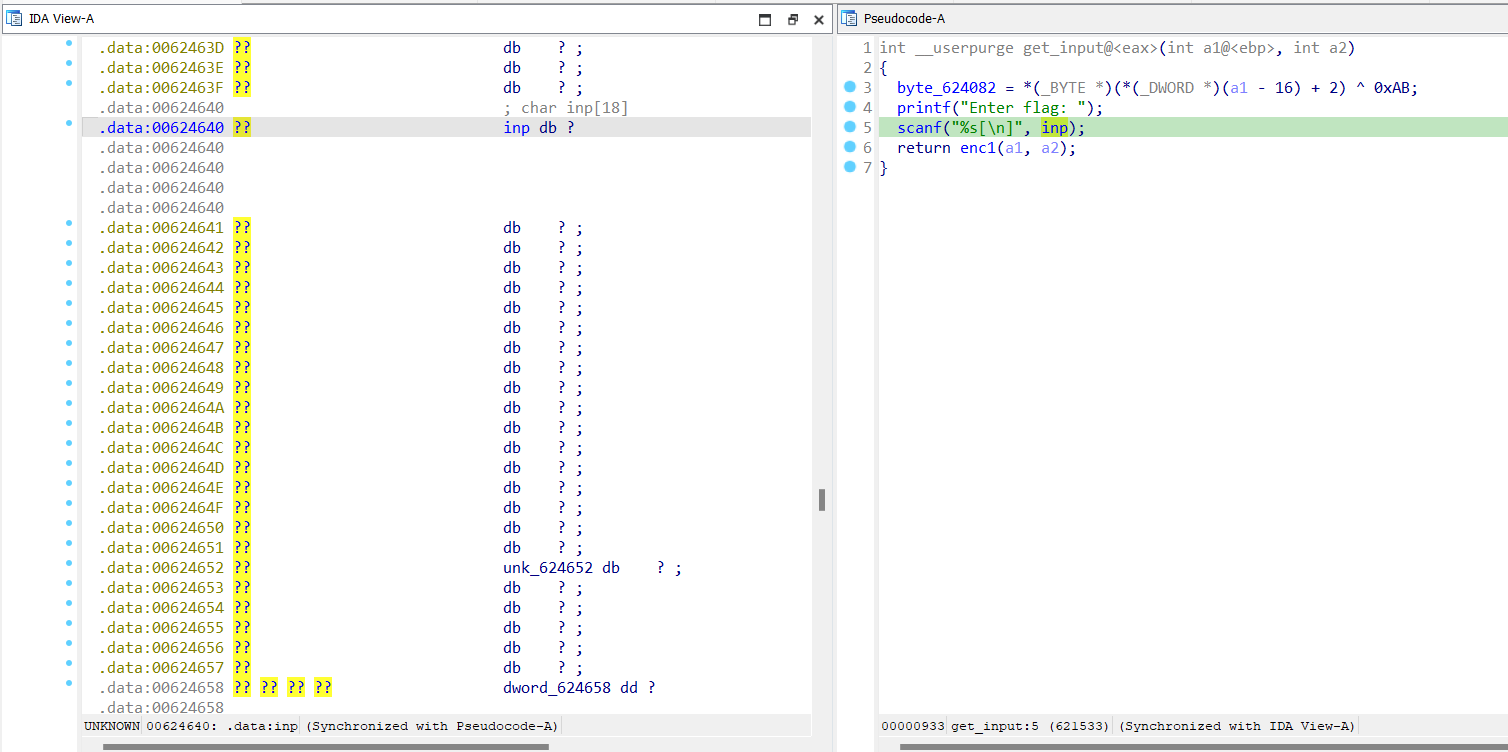 IDA View-A
.data:0062463D ?? db ? ;
.data:0062463E ?? db ? ;
.data:0062463F ?? db ? ;
.data:00624640 ; char inp[18]
.data:00624640 ?? inp db ?
.data:00624640
.data:00624640
.data:00624640
.data:00624640
.data:00624641 ?? db ? ;
.data:00624642 ?? db ? ;
.data:00624643 ?? db ? ;
.data:00624644 ?? db ? ;
.data:00624645 ?? db ? ;
.data:00624646 ?? db ? ;
.data:00624647 ?? db ? ;
.data:00624648 ?? db ? ;
.data:00624649 ?? db ? ;
.data:0062464A ?? db ? ;
.data:0062464B ?? db ? ;
.data:0062464C ?? db ? ;
.data:0062464D ?? db ? ;
.data:0062464E ?? db ? ;
.data:0062464F ?? db ? ;
.data:00624650 ?? db ? ;
.data:00624651 ?? db ? ;
.data:00624652 ?? unk_624652 db ? ;
.data:00624653 ?? db ? ;
.data:00624654 ?? db ? ;
.data:00624655 ?? db ? ;
.data:00624656 ?? db ? ;
.data:00624657 ?? db ? ;
.data:00624658 ?? ?? ?? ?? dword_624658 dd ?
.data:00624658
UNKNOWN 00624640: .data:inp (Synchronized with Pseudocode-A)
Pseudocode-A
1 int __userpurge get_input@<eax>(int a1@<ebp>, int a2)
2 {
3 byte_624082 = *(_BYTE *)(*(_DWORD *)(a1 - 16) + 2) ^ 0xAB;
4 printf("Enter flag: ");
5 scanf("%s[\n]", inp);
6 return enc1(a1, a2);
7 }
00000933 get_input:5 (621533) (Synchronized with IDA View-A)